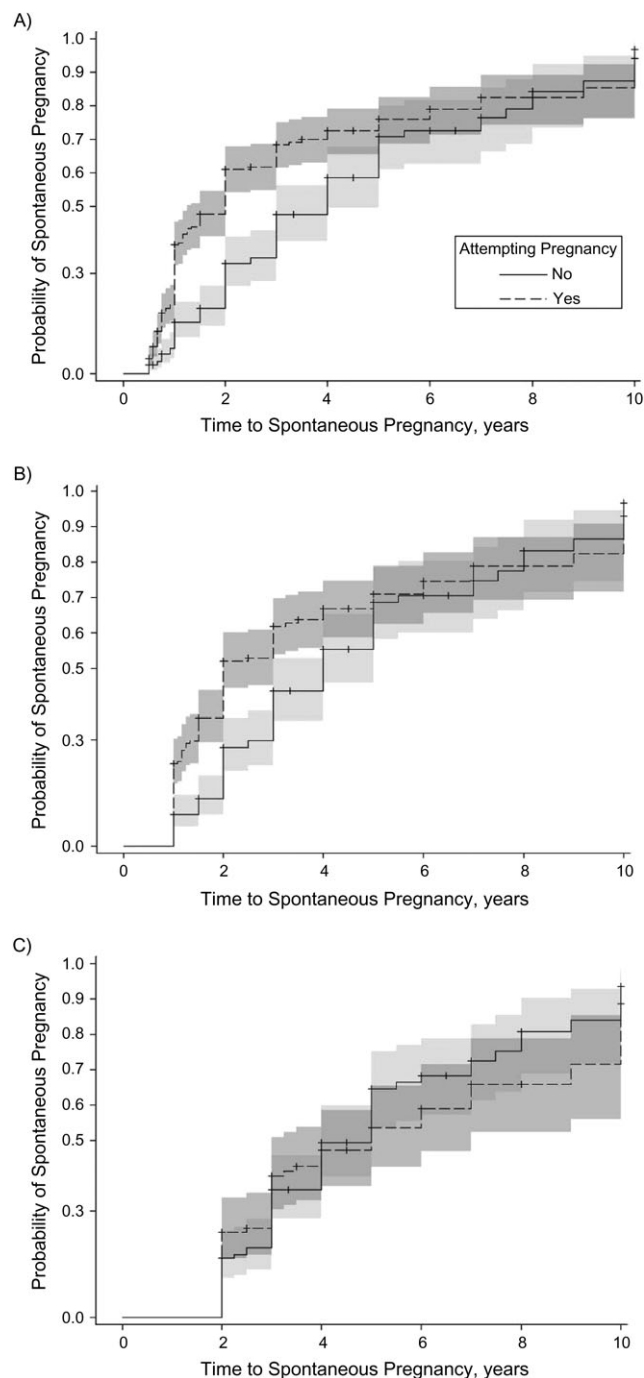 A)
1.0
0.9
0.8
0.7
0.6
0.5
0.3
0.0
Probability of Spontaneous Pregnancy
Attempting Pregnancy
No
Yes
0 2 4 6 8 10
Time to Spontaneous Pregnancy, years
B)
1.0
0.9
0.8
0.7
0.6
0.5
0.3
0.0
Probability of Spontaneous Pregnancy
0 2 4 6 8 10
Time to Spontaneous Pregnancy, years
C)
1.0
0.9
0.8
0.7
0.6
0.5
0.3
0.0
Probability of Spontaneous Pregnancy
0 2 4 6 8 10
Time to Spontaneous Pregnancy, years